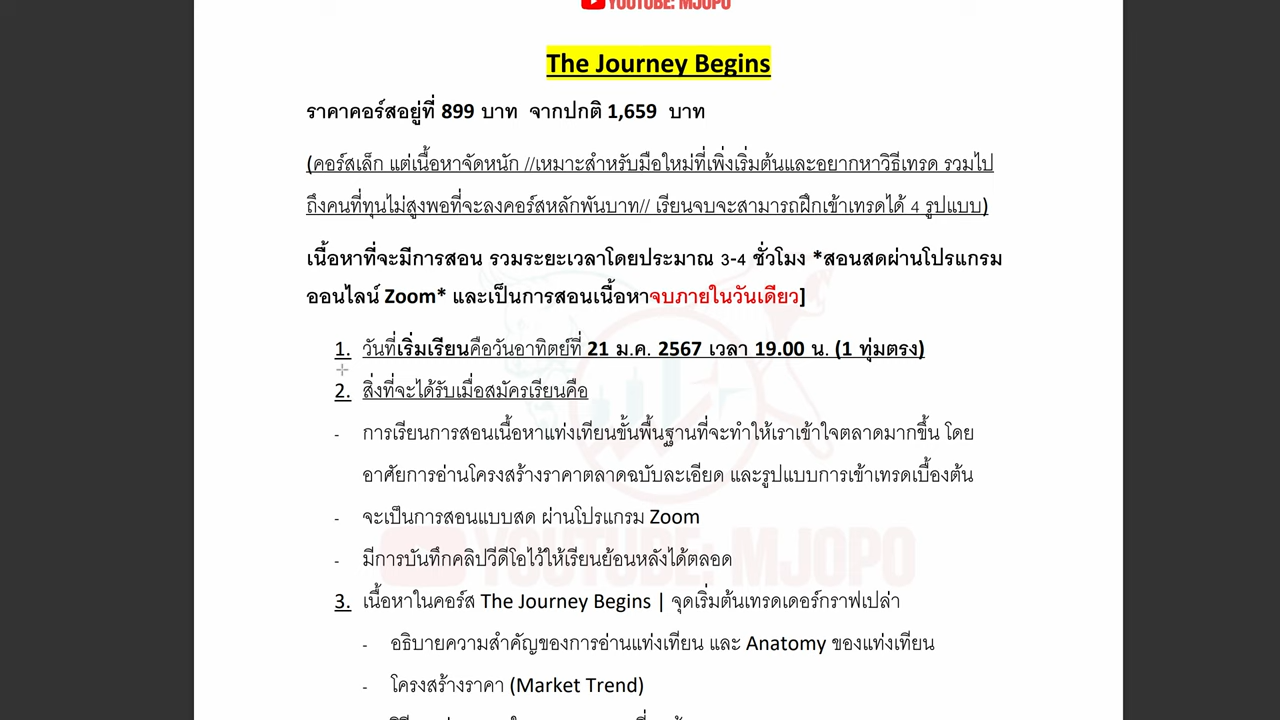 YOUTUBE: MJOPO
The Journey Begins
ราคาคอร์สอยู่ที่ 899 บาท จากปกติ 1,659 บาท
(คอร์สเล็ก แต่เนื้อหาจัดหนัก //เหมาะสำหรับมือใหม่ที่เพิ่งเริ่มต้นและอยากหาวิธีเทรด รวมไป
ถึงคนที่ทุนไม่สูงพอที่จะลงคอร์สหลักพันบาท// เรียนจบจะสามารถฝึกเข้าเทรดได้ 4 รูปแบบ)
เนื้อหาที่จะมีการสอน รวมระยะเวลาโดยประมาณ 3-4 ชั่วโมง *สอนสดผ่านโปรแกรม
ออนไลน์ Zoom* และเป็นการสอนเนื้อหาจบภายในวันเดียว]
1. วันที่เริ่มเรียนคือวันอาทิตย์ที่ 21 ม.ค. 2567 เวลา 19.00 น. (1 ทุ่มตรง)
2. สิ่งที่จะได้รับเมื่อสมัครเรียนคือ
- การเรียนการสอนเนื้อหาแท่งเทียนขั้นพื้นฐานที่จะทำให้เราเข้าใจตลาดมากขึ้น โดย
อาศัยการอ่านโครงสร้างราคาตลาดฉบับละเอียด และรูปแบบการเข้าเทรดเบื้องต้น
- จะเป็นการสอนแบบสด ผ่านโปรแกรม Zoom
YOUTUBE: MJOPO
- มีการบันทึกคลิปวีดีโอไว้ให้เรียนย้อนหลังได้ตลอด
3. เนื้อหาในคอร์ส The Journey Begins | จุดเริ่มต้นเทรดเดอร์กราฟเปล่า
- อธิบายความสำคัญของการอ่านแท่งเทียน และ Anatomy ของแท่งเทียน
- โครงสร้างราคา (Market Trend)